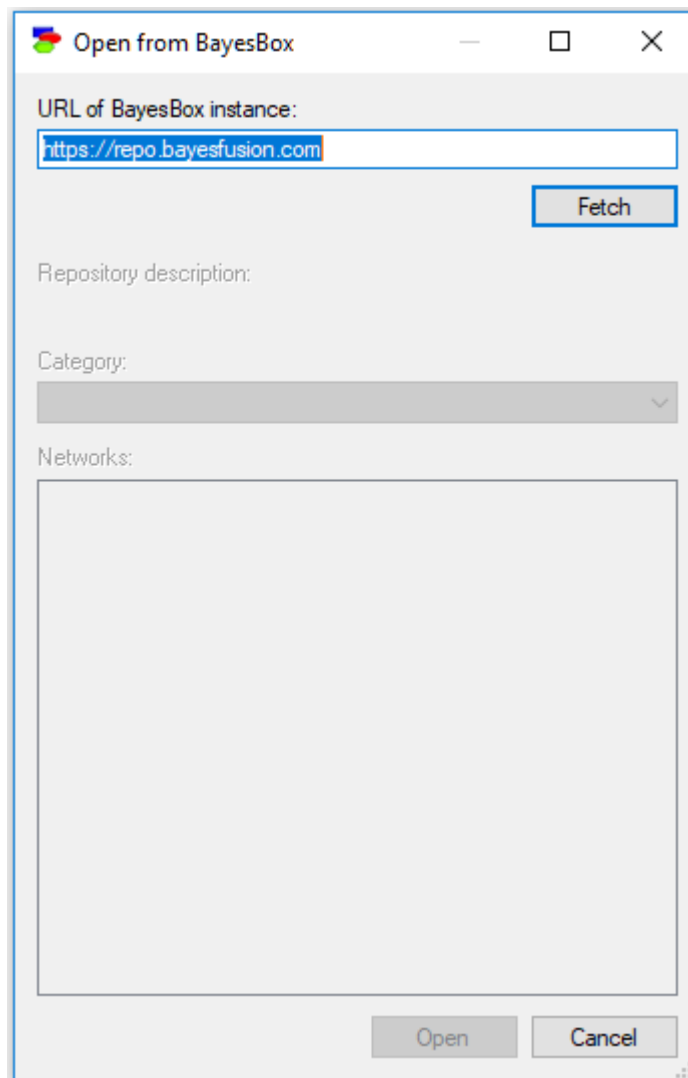 Open from BayesBox
URL of BayesBox instance:
https://repo.bayesfusion.com
Fetch
Repository description:
Category:
Networks:
Open Cancel